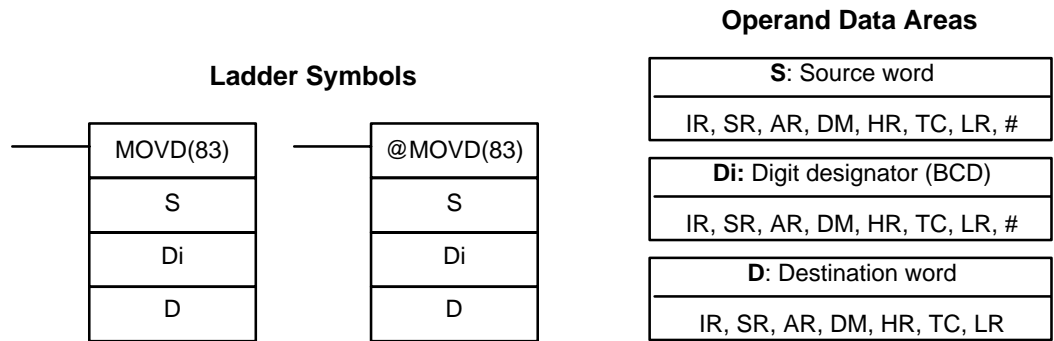 Ladder Symbols
MOVD(83)
S
Di
D
@MOVD(83)
S
Di
D
Operand Data Areas
S: Source word
IR, SR, AR, DM, HR, TC, LR, #
Di: Digit designator (BCD)
IR, SR, AR, DM, HR, TC, LR, #
D: Destination word
IR, SR, AR, DM, HR, TC, LR